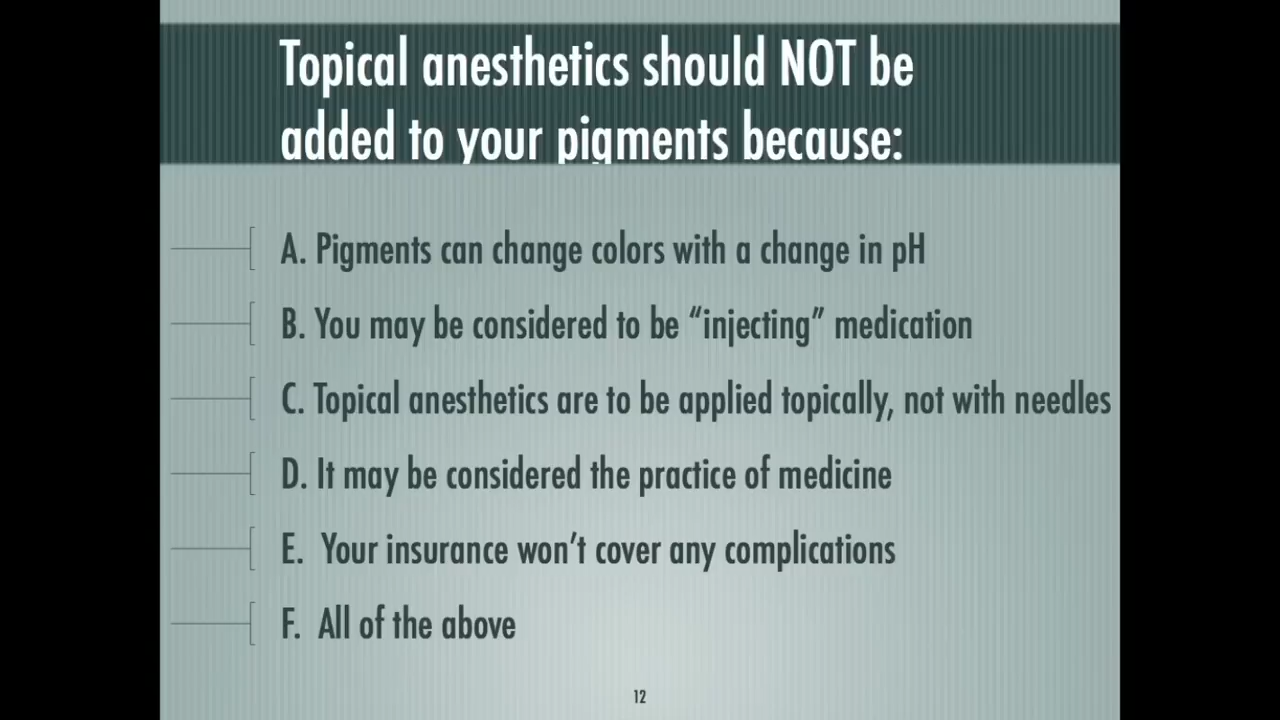 Topical anesthetics should NOT be
added to your pigments because:
A. Pigments can change colors with a change in pH
B. You may be considered to be “injecting” medication
C. Topical anesthetics are to be applied topically, not with needles
D. It may be considered the practice of medicine
E. Your insurance won’t cover any complications
F. All of the above
12